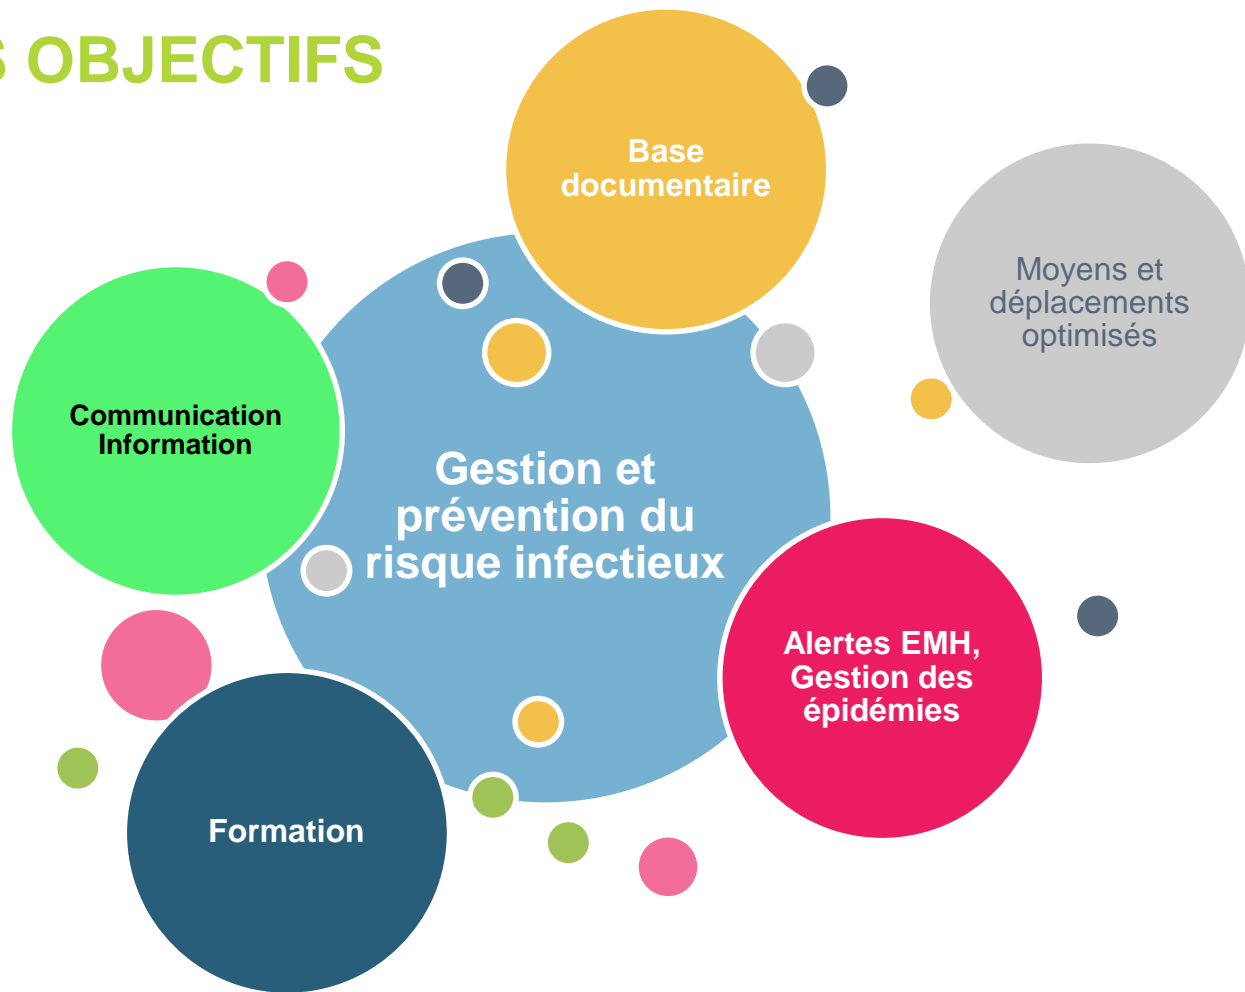 S OBJECTIFS
Base
documentaire
Moyens et
déplacements
optimisés
Communication
Information
Gestion et
prévention du
risque infectieux
Alertes EMH,
Gestion des
épidémies
Formation